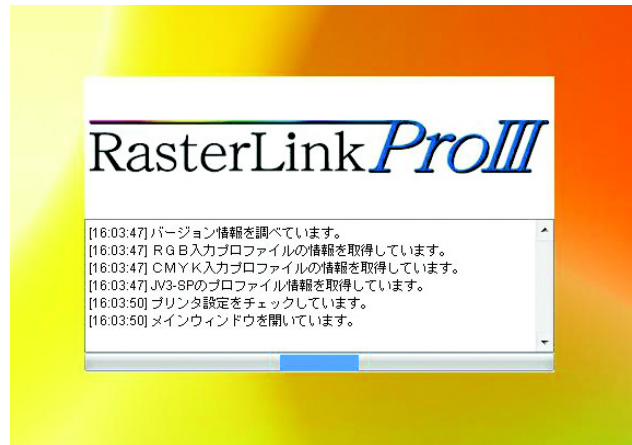 RasterLink ProIII
[16:03:47] バージョン情報を調べています。
[16:03:47] ＲＧＢ入力プロファイルの情報を取得しています。
[16:03:47] ＣＭＹＫ入力プロファイルの情報を取得しています。
[16:03:47] JV3-SPのプロファイル情報を取得しています。
[16:03:50] プリンタ設定をチェックしています。
[16:03:50] メインウィンドウを開いています。